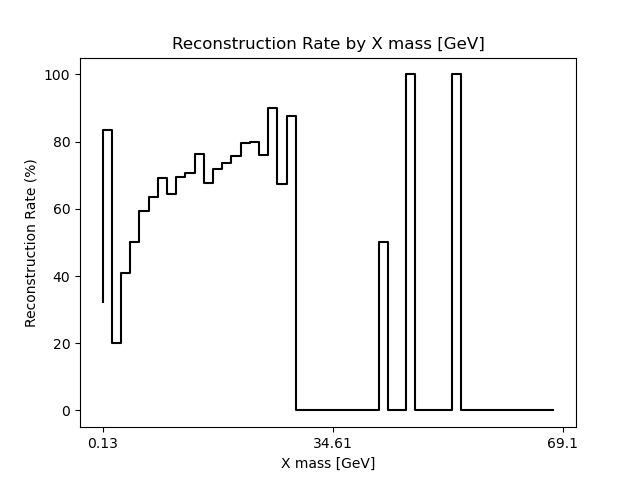 Reconstruction Rate by X mass [GeV]
Reconstruction Rate (%)
100
80
60
40
20
0
0.13 34.61 69.1
X mass [GeV]